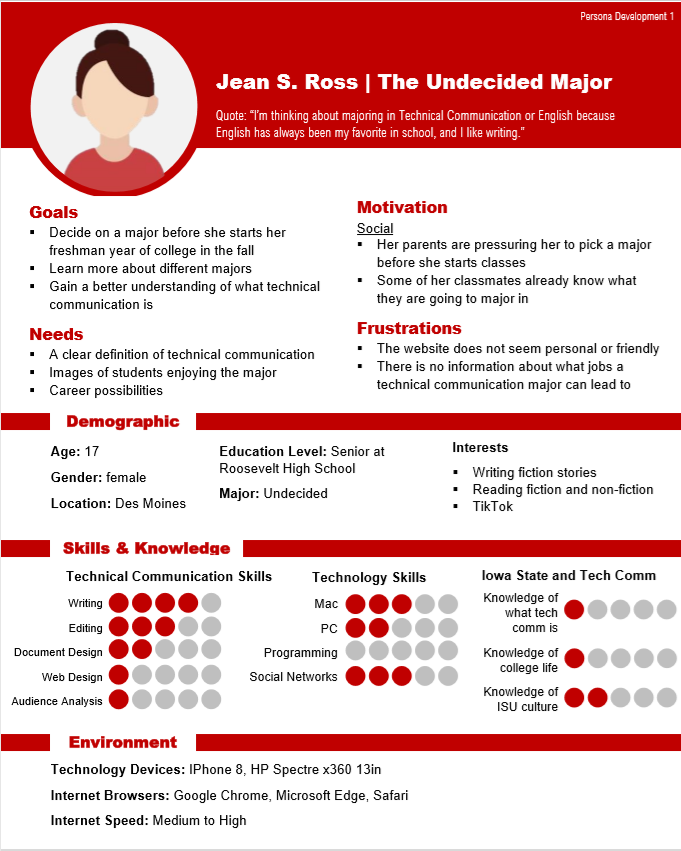 Persona Development 1
Jean S. Ross | The Undecided Major
Quote: "I'm thinking about majoring in Technical Communication or English because
English has always been my favorite in school, and I like writing."
Goals
▪ Decide on a major before she starts her
freshman year of college in the fall
▪ Learn more about different majors
▪ Gain a better understanding of what technical
communication is
Needs
▪ A clear definition of technical communication
▪ Images of students enjoying the major
▪ Career possibilities
Motivation
Social
▪ Her parents are pressuring her to pick a major
before she starts classes
▪ Some of her classmates already know what
they are going to major in
Frustrations
▪ The website does not seem personal or friendly
▪ There is no information about what jobs a
technical communication major can lead to
Demographic
Age: 17
Gender: female
Location: Des Moines
Education Level: Senior at
Roosevelt High School
Major: Undecided
Interests
▪ Writing fiction stories
▪ Reading fiction and non-fiction
▪ TikTok
Skills & Knowledge
Technical Communication Skills
Writing
Editing
Document Design
Web Design
Audience Analysis
Technology Skills
Mac
PC
Programming
Social Networks
Iowa State and Tech Comm
Knowledge of
what tech
comm is
Knowledge of
college life
Knowledge of
ISU culture
Environment
Technology Devices: IPhone 8, HP Spectre x360 13in
Internet Browsers: Google Chrome, Microsoft Edge, Safari
Internet Speed: Medium to High